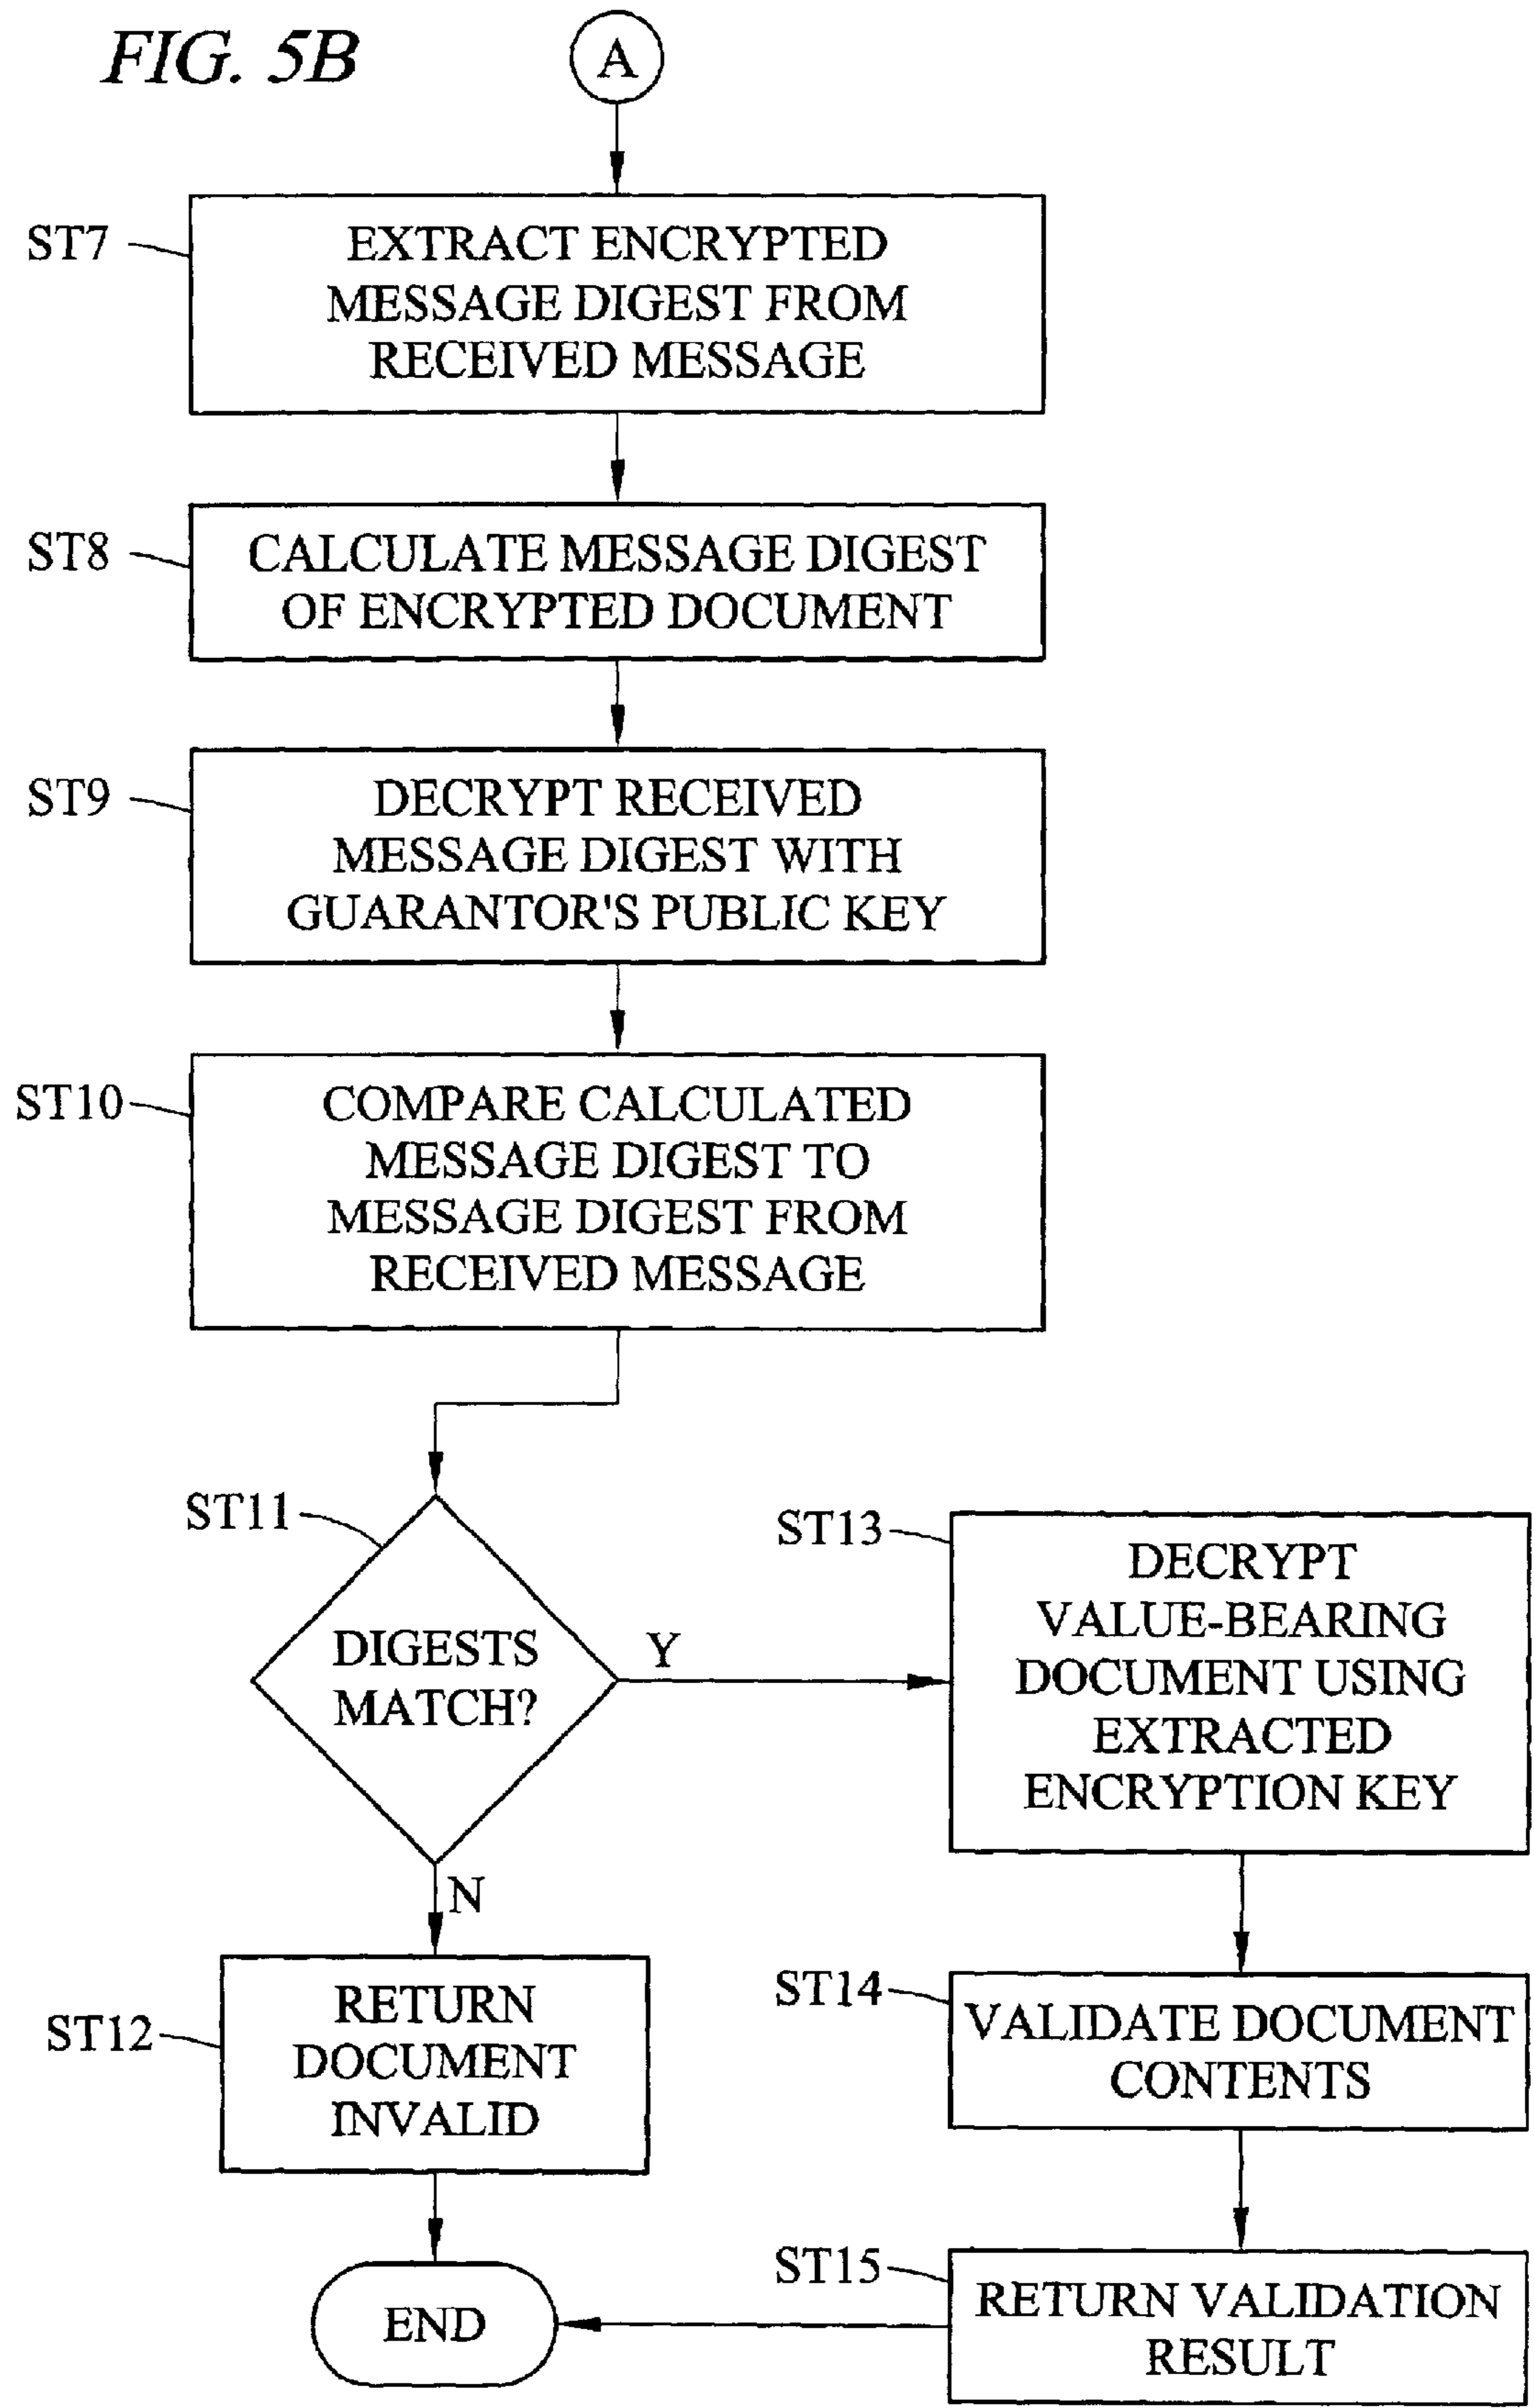 FIG. 5B
A
ST7
EXTRACT ENCRYPTED
MESSAGE DIGEST FROM
RECEIVED MESSAGE
ST8
CALCULATE MESSAGE DIGEST
OF ENCRYPTED DOCUMENT
ST9
DECRYPT RECEIVED
MESSAGE DIGEST WITH
GUARANTOR'S PUBLIC KEY
ST10
COMPARE CALCULATED
MESSAGE DIGEST TO
MESSAGE DIGEST FROM
RECEIVED MESSAGE
ST11
DIGESTS
MATCH?
Y
N
ST12
RETURN
DOCUMENT
INVALID
ST13
DECRYPT
VALUE-BEARING
DOCUMENT USING
EXTRACTED
ENCRYPTION KEY
ST14
VALIDATE DOCUMENT
CONTENTS
ST15
RETURN VALIDATION
RESULT
END